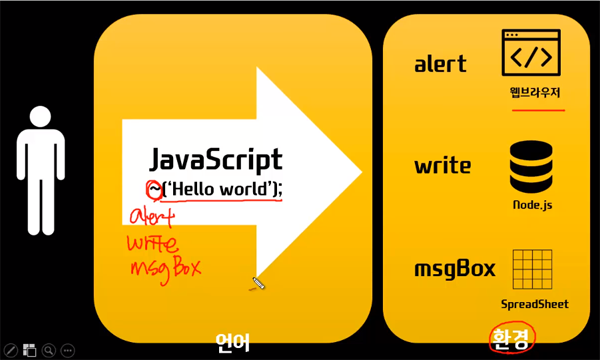 JavaScript
~('Hello world');
alert
write
msgBox
언어
alert
웹브라우저
write
Node.js
msgBox
SpreadSheet
환경